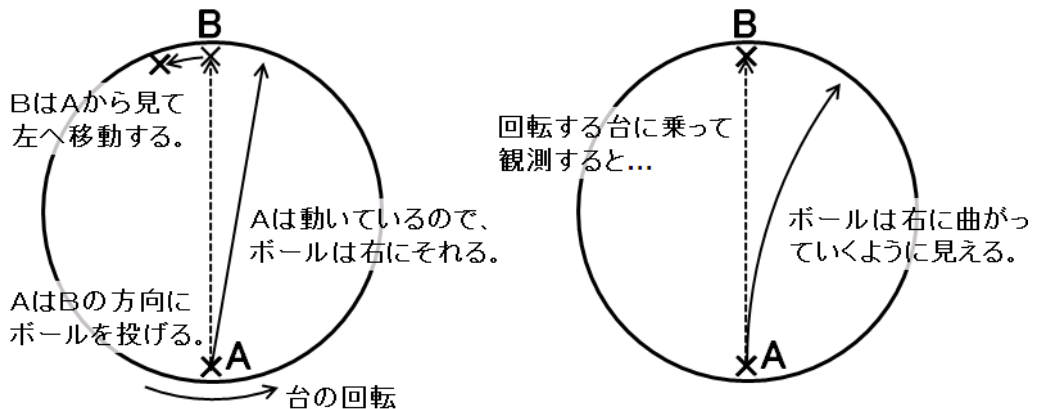 B
BはAから見て
左へ移動する。
Aは動いているので、
ボールは右にそれる。
AはBの方向に
ボールを投げる。
A
台の回転
B
回転する台に乗って
観測すると…
ボールは右に曲がっ
ていくように見える。
A